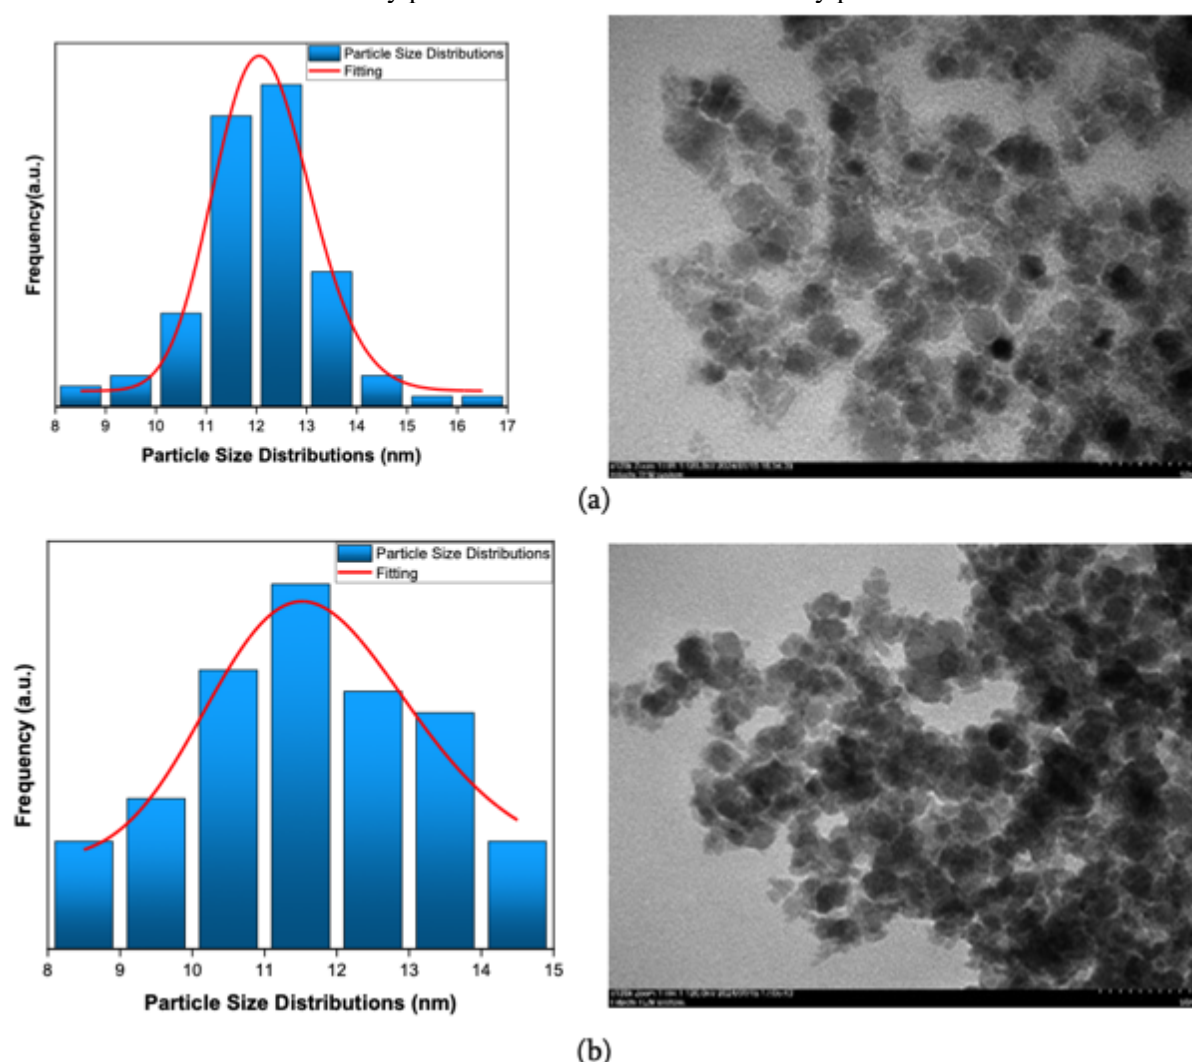 Particle Size Distributions
Fitting
Frequency(a.u.)
8 9 10 11 12 13 14 15 16 17
Particle Size Distributions (nm)
(a)
Particle Size Distributions
Fitting
Frequency (a.u.)
8 9 10 11 12 13 14 15
Particle Size Distributions (nm)
(b)